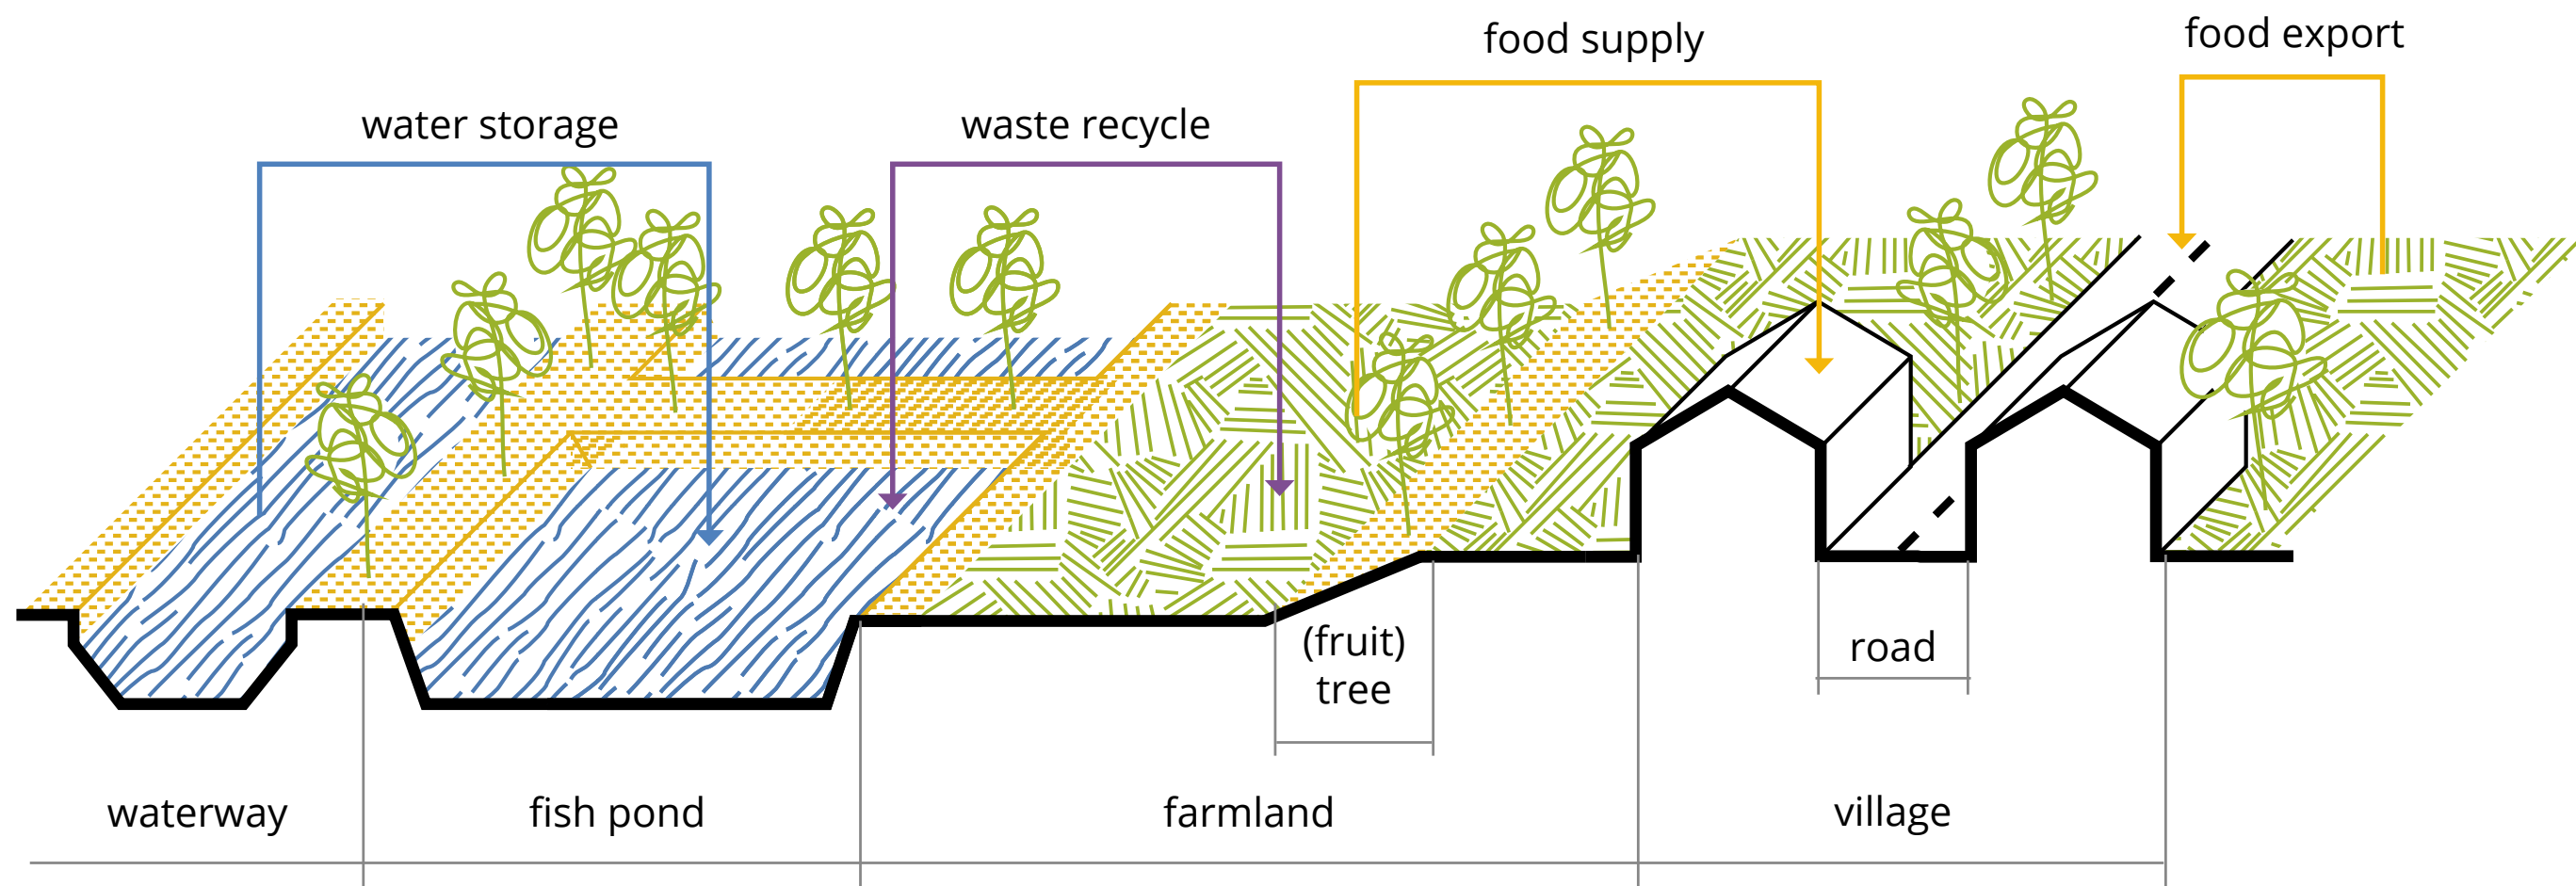 food export
food supply
water storage
waste recycle
(fruit)
tree
road
waterway
fish pond
farmland
village